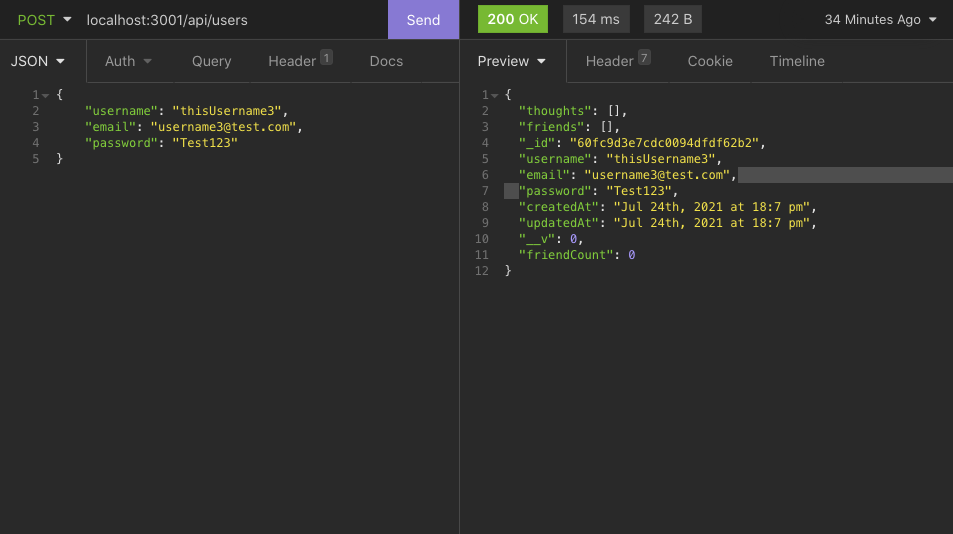 POST localhost:3001/api/users Send 200 OK 154 ms 242 B 34 Minutes Ago
JSON Auth Query Header 1 Docs Preview Header 7 Cookie Timeline
1 {
2 "username": "thisUsername3",
3 "email": "username3@test.com",
4 "password": "Test123"
5 }
1 {
2 "thoughts": [],
3 "friends": [],
4 "_id": "60fc9d3e7cdc0094dfdf62b2",
5 "username": "thisUsername3",
6 "email": "username3@test.com",
7 "password": "Test123",
8 "createdAt": "Jul 24th, 2021 at 18:7 pm",
9 "updatedAt": "Jul 24th, 2021 at 18:7 pm",
10 "__v": 0,
11 "friendCount": 0
12 }